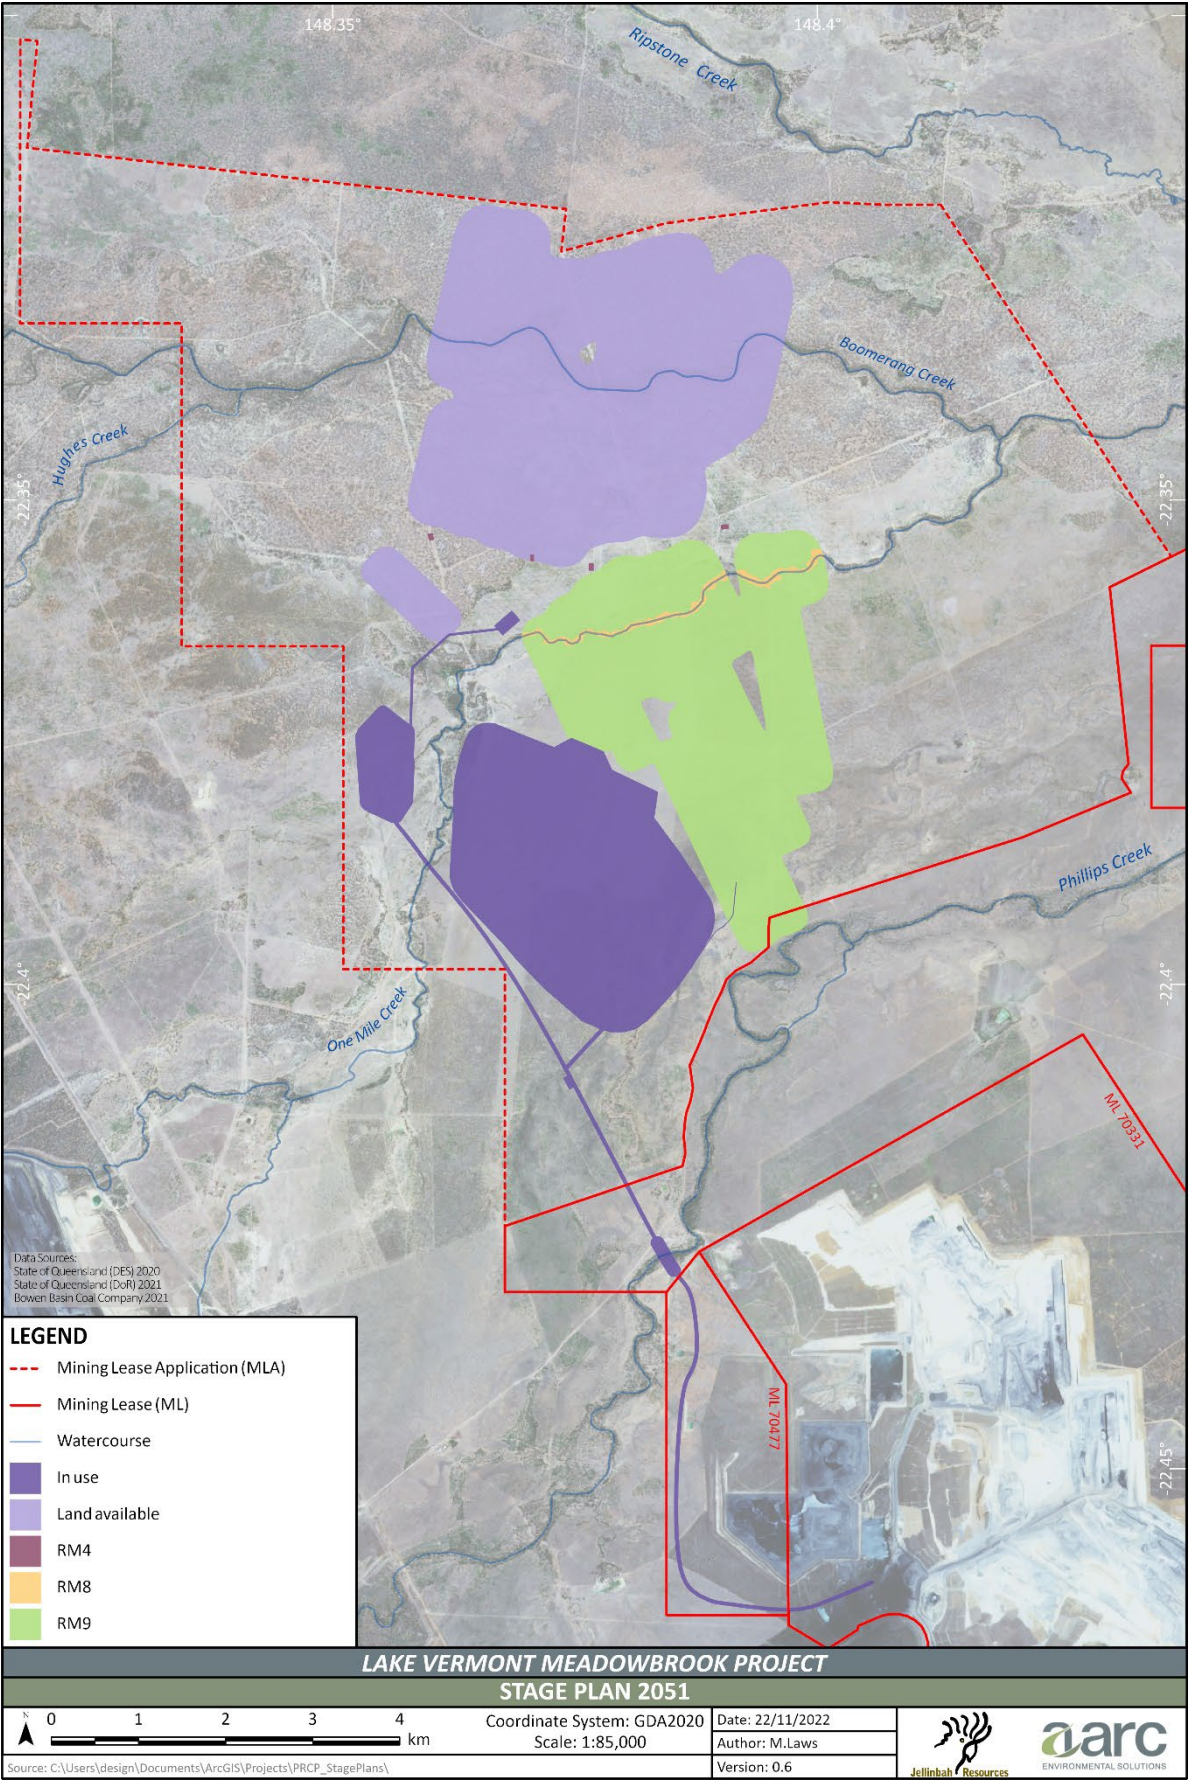 148.35°
148.4°
Ripstone Creek
Boomerang Creek
Hughes Creek
-22.35°
-22.35°
Phillips Creek
-22.4°
-22.4°
One Mile Creek
ML 70331
ML 70477
-22.45°
Data Sources:
State of Queensland (DES) 2020
State of Queensland (DoR) 2021
Bowen Basin Coal Company 2021
LEGEND
Mining Lease Application (MLA)
Mining Lease (ML)
Watercourse
In use
Land available
RM4
RM8
RM9
LAKE VERMONT MEADOWBROOK PROJECT
STAGE PLAN 2051
N
0 1 2 3 4
km
Coordinate System: GDA2020
Scale: 1:85,000
Date: 22/11/2022
Author: M.Laws
Version: 0.6
Source: C:\Users\design\Documents\ArcGIS\Projects\PRCP_StagePlans\
Jellinbah Resources
aarc
ENVIRONMENTAL SOLUTIONS